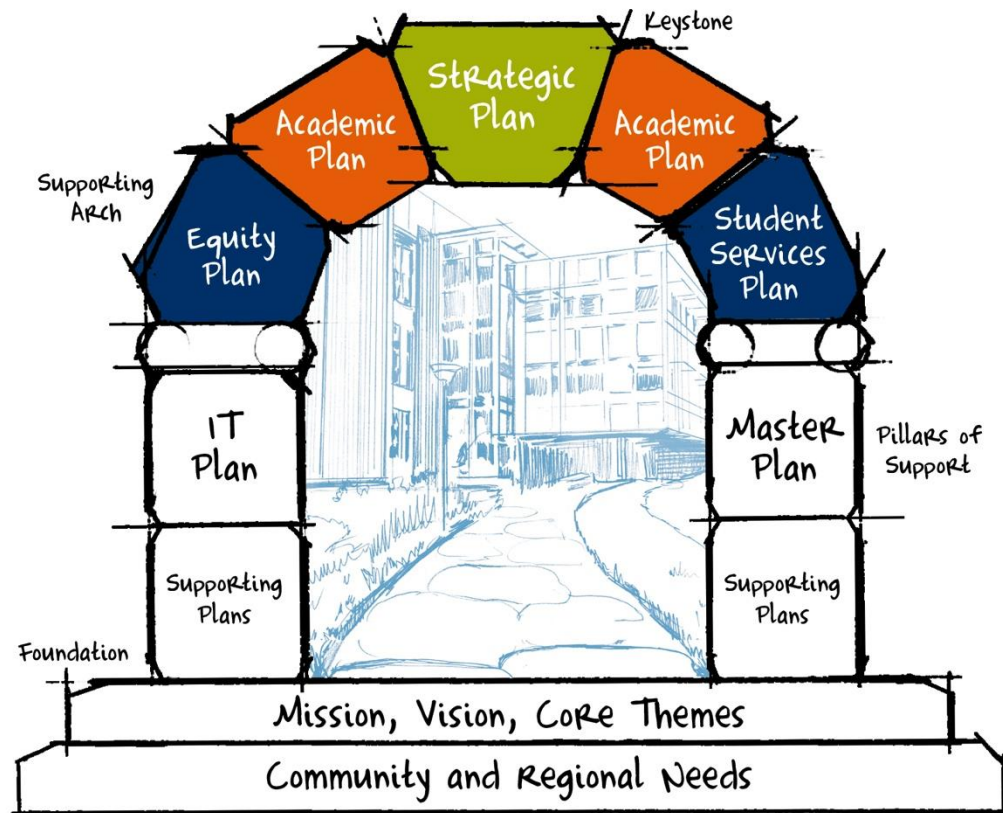 Keystone
Strategic
Plan
Academic
Plan
Academic
Plan
Supporting
Arch
Equity
Plan
Student
Services
Plan
IT
Plan
Master
Plan
Pillars of
Support
Supporting
Plans
Supporting
Plans
Foundation
Mission, Vision, Core Themes
Community and Regional Needs